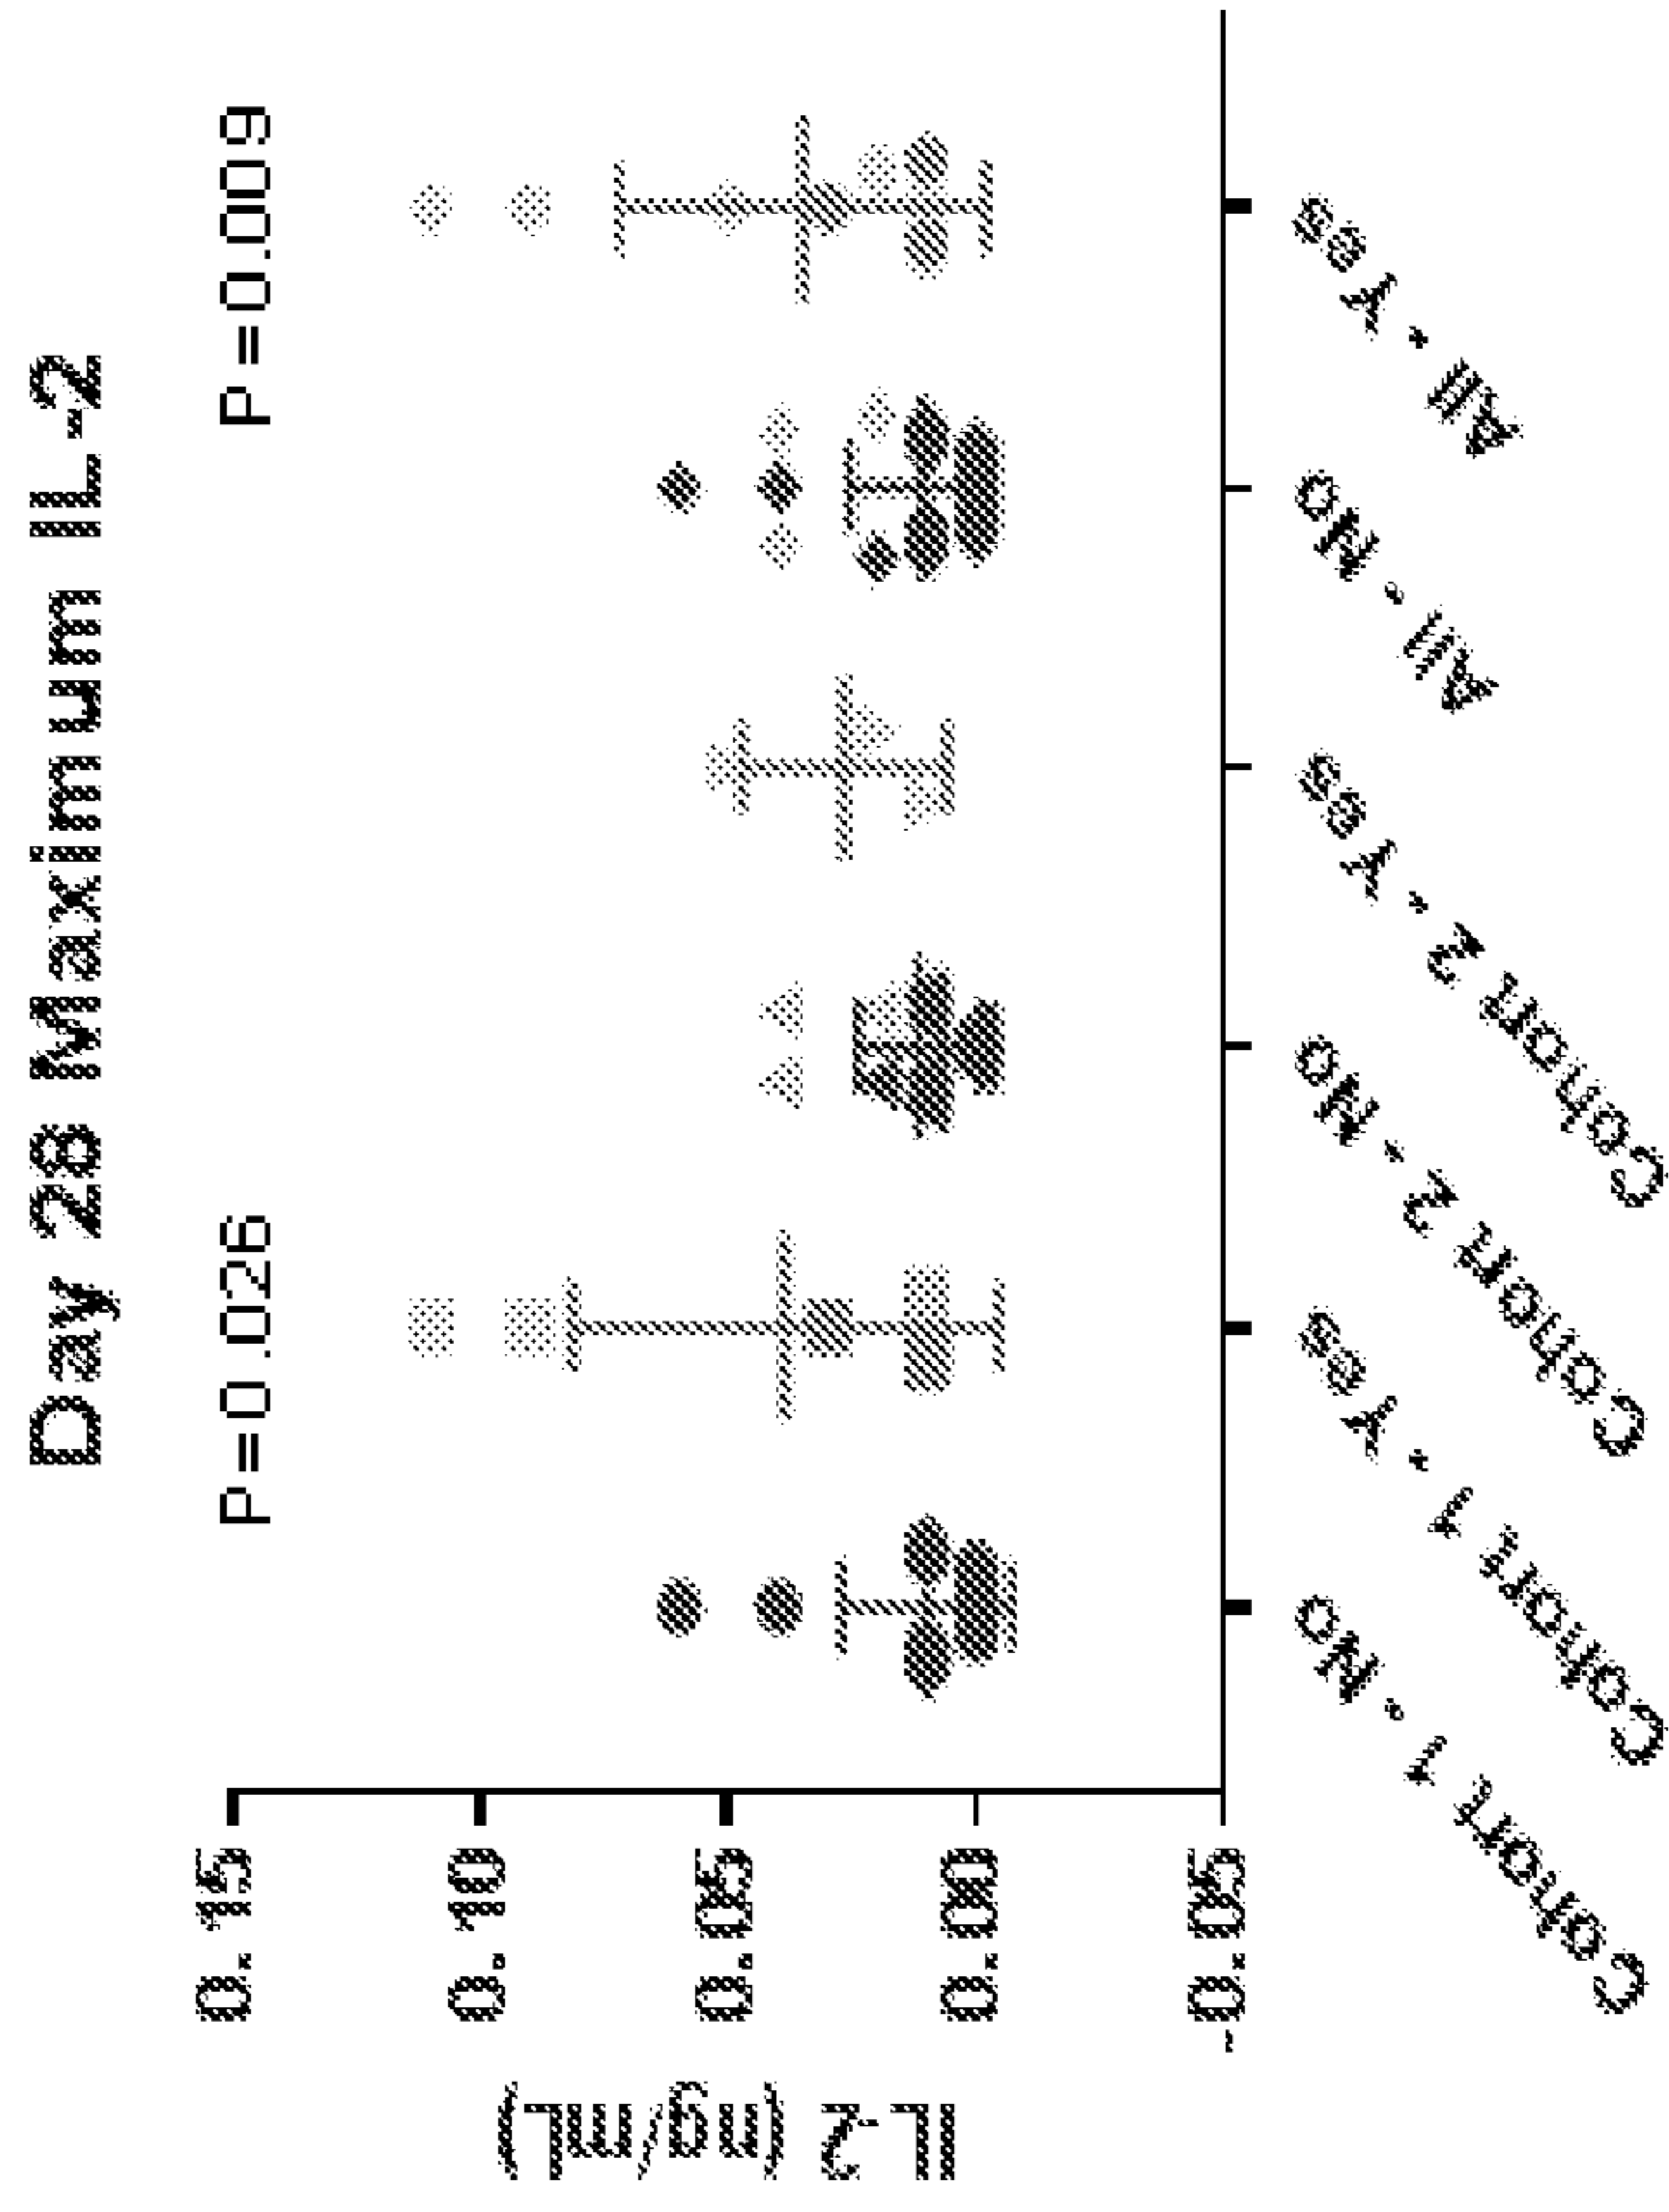 Day 28 Maximum IL-2
P=0.026
P=0.009
IL-2 (ng/mL)
0.15
0.10
0.05
0.00
-0.05
Cohort 1 - No
Cohort 1 - Yes
Cohort 2 - No
Cohort 2 - Yes
All - No
All - Yes